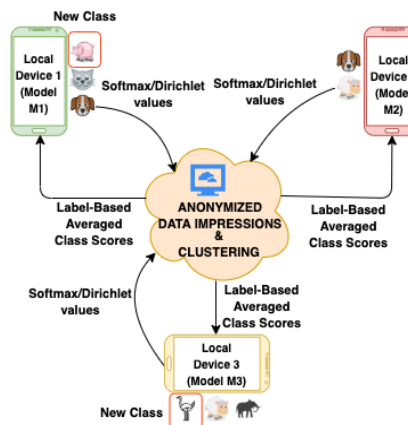 New Class
Local
Device 1
(Model
M1)
Softmax/Dirichlet
values
Softmax/Dirichlet
values
Local
Device
(Model
M2)
ANONYMIZED
DATA IMPRESSIONS
&
CLUSTERING
Label-Based
Averaged
Class Scores
Label-Based
Averaged
Class Scores
Softmax/Dirichlet
values
Label-Based
Averaged
Class Scores
Local
Device 3
(Model M3)
New Class